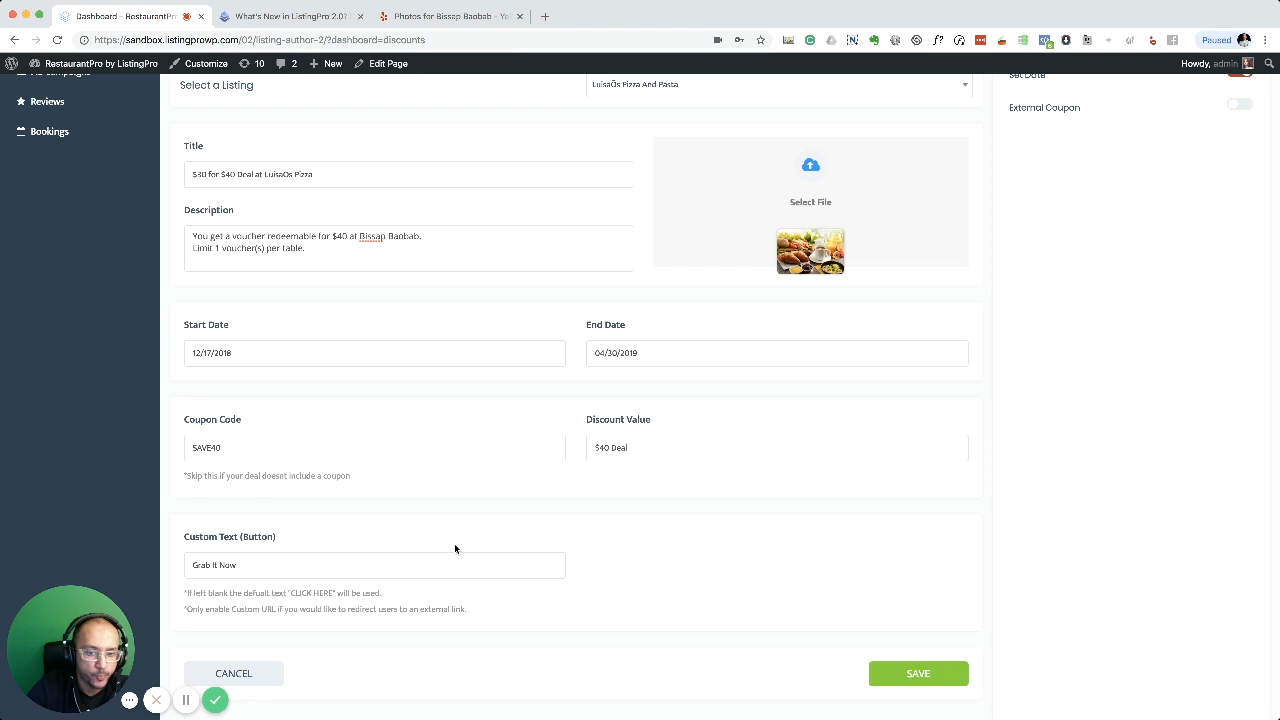 Dashboard - RestaurantPr
What's New in ListingPro 2.0?
Photos for Bissap Baobab - Yel
https://sandbox.listingprowp.com/02/listing-author-2/?dashboard=discounts
Paused
RestaurantPro by ListingPro
Customize
10
2
New
Edit Page
Howdy, admin
Reviews
Bookings
Select a Listing
LuisaÕs Pizza And Pasta
Set Date
External Coupon
Title
$30 for $40 Deal at LuisaOs Pizza
Select File
Description
You get a voucher redeemable for $40 at Bissap Baobab.
Limit 1 voucher(s) per table.
Start Date
End Date
12/17/2018
04/30/2019
Coupon Code
Discount Value
SAVE40
$40 Deal
*Skip this if your deal doesnt include a coupon
Custom Text (Button)
Grab It Now
*If left blank the defualt text "CLICK HERE" will be used.
*Only enable Custom URL if you would like to redirect users to an external link.
CANCEL
SAVE